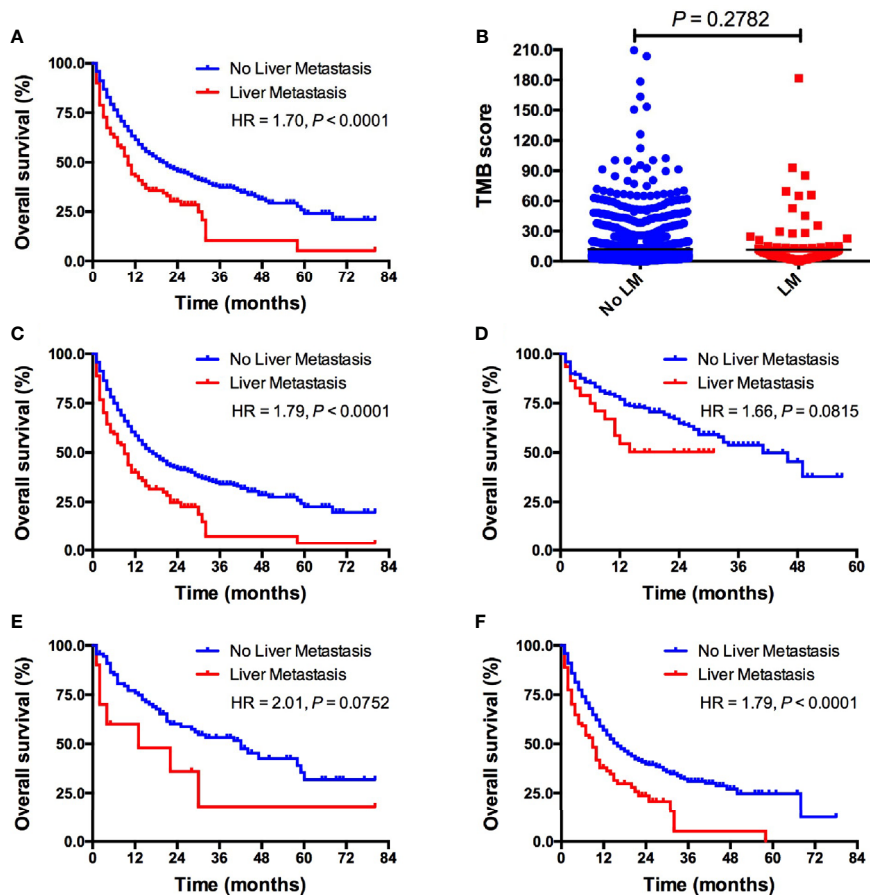 A
Overall survival (%)
100.0
75.0
50.0
25.0
0.0
No Liver Metastasis
Liver Metastasis
HR = 1.70, P < 0.0001
0 12 24 36 48 60 72 84
Time (months)
B
P = 0.2782
TMB score
210.0
180.0
150.0
120.0
90.0
60.0
30.0
0.0
No LM
LM
C
Overall survival (%)
100.0
75.0
50.0
25.0
0.0
No Liver Metastasis
Liver Metastasis
HR = 1.79, P < 0.0001
0 12 24 36 48 60 72 84
Time (months)
D
Overall survival (%)
100.0
75.0
50.0
25.0
0.0
No Liver Metastasis
Liver Metastasis
HR = 1.66, P = 0.0815
0 12 24 36 48 60
Time (months)
E
Overall survival (%)
100.0
75.0
50.0
25.0
0.0
No Liver Metastasis
Liver Metastasis
HR = 2.01, P = 0.0752
0 12 24 36 48 60 72 84
Time (months)
F
Overall survival (%)
100.0
75.0
50.0
25.0
0.0
No Liver Metastasis
Liver Metastasis
HR = 1.79, P < 0.0001
0 12 24 36 48 60 72 84
Time (months)